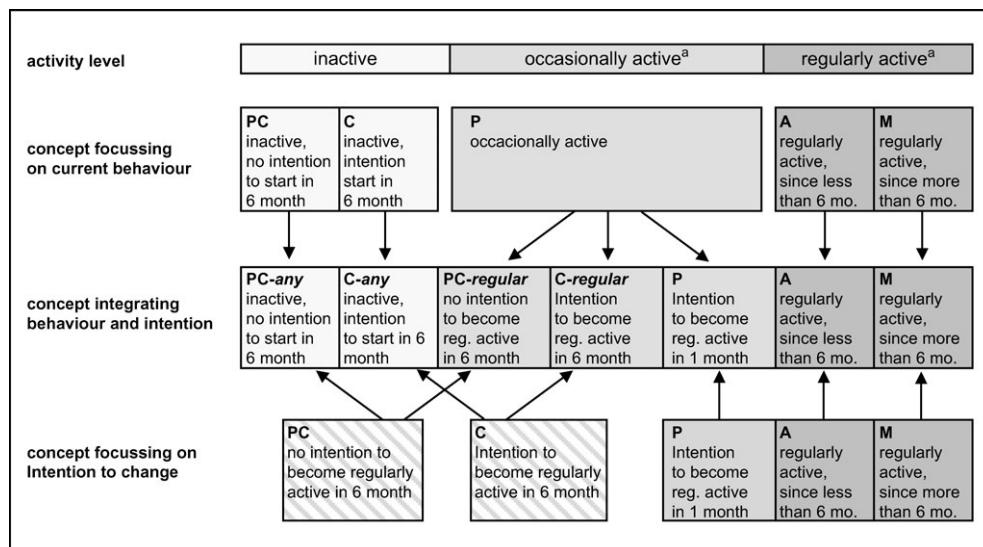 activity level
inactive
occasionally active^a
regularly active^a
concept focussing
on current behaviour
PC
inactive,
no intention
to start in
6 month
C
inactive,
intention
start in
6 month
P
occacionally active
A
regularly
active,
since less
than 6 mo.
M
regularly
active,
since more
than 6 mo.
concept integrating
behaviour and intention
PC-any
inactive,
no intention
to start in
6 month
C-any
inactive,
intention
to start in 6
month
PC-regular
no intention
to become
reg. active
in 6 month
C-regular
Intention to
to become
reg. active
in 6 month
P
Intention
to become
reg. active
in 1 month
A
regularly
active,
since less
than 6 mo.
M
regularly
active,
since more
than 6 mo.
concept focussing on
Intention to change
PC
no intention to
become regularly
active in 6 month
C
Intention to
become regularly
active in 6 month
P
Intention
to become
reg. active
in 1 month
A
regularly
active,
since less
than 6 mo.
M
regularly
active,
since more
than 6 mo.